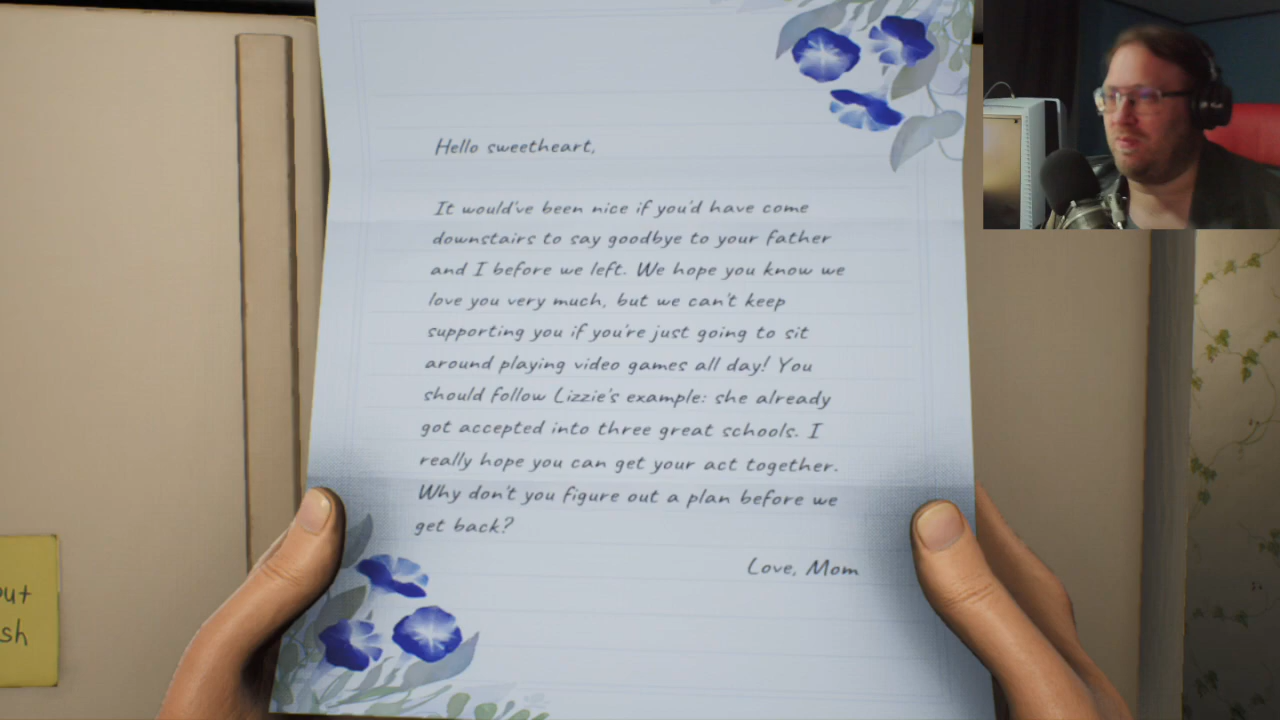 Hello sweetheart,
It would've been nice if you'd have come
downstairs to say goodbye to your father
and I before we left. We hope you know we
love you very much, but we can't keep
supporting you if you're just going to sit
around playing video games all day! You
should follow Lizzie's example: she already
got accepted into three great schools. I
really hope you can get your act together.
Why don't you figure out a plan before we
get back?
Love, Mom